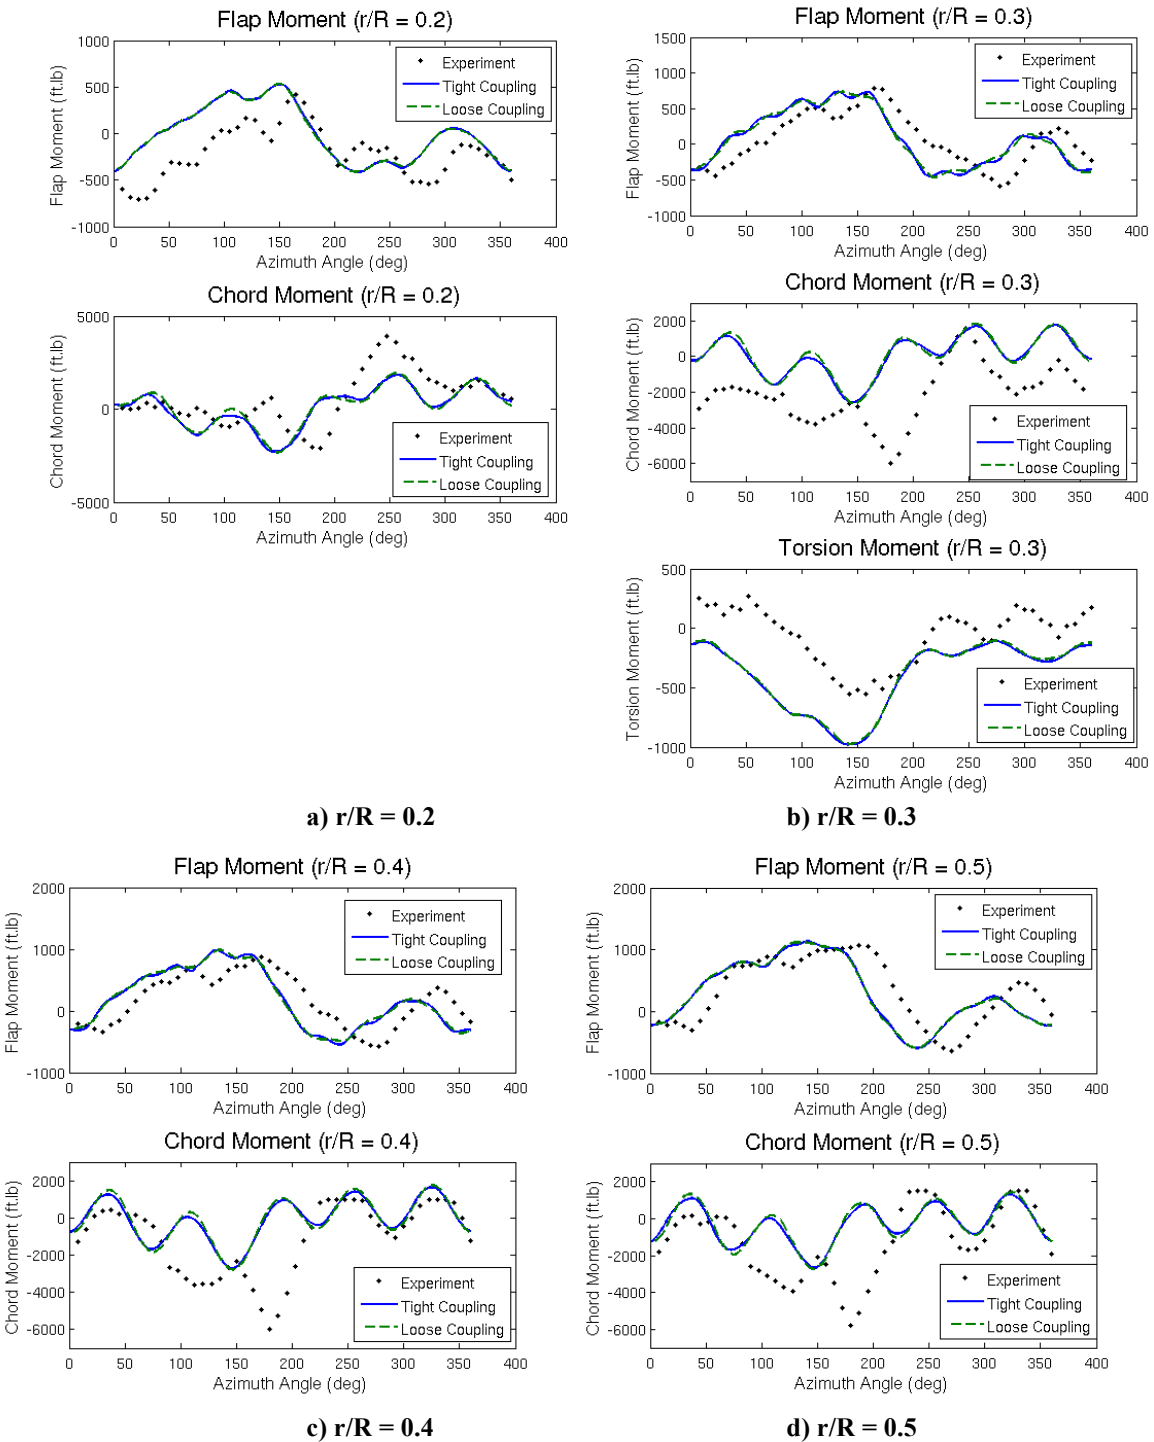 Flap Moment (r/R = 0.2)
Flap Moment (ft.lb)
1000
500
0
-500
-1000
0 50 100 150 200 250 300 350 400
Azimuth Angle (deg)
Experiment
Tight Coupling
Loose Coupling
Chord Moment (r/R = 0.2)
Chord Moment (ft.lb)
5000
0
-5000
0 50 100 150 200 250 300 350 400
Azimuth Angle (deg)
Experiment
Tight Coupling
Loose Coupling
a) r/R = 0.2
Flap Moment (r/R = 0.3)
Flap Moment (ft.lb)
1500
1000
500
0
-500
-1000
0 50 100 150 200 250 300 350 400
Azimuth Angle (deg)
Experiment
Tight Coupling
Loose Coupling
Chord Moment (r/R = 0.3)
Chord Moment (ft.lb)
2000
0
-2000
-4000
-6000
0 50 100 150 200 250 300 350 400
Azimuth Angle (deg)
Experiment
Tight Coupling
Loose Coupling
Torsion Moment (r/R = 0.3)
Torsion Moment (ft.lb)
500
0
-500
-1000
0 50 100 150 200 250 300 350 400
Azimuth Angle (deg)
Experiment
Tight Coupling
Loose Coupling
b) r/R = 0.3
Flap Moment (r/R = 0.4)
Flap Moment (ft.lb)
2000
1000
0
-1000
0 50 100 150 200 250 300 350 400
Azimuth Angle (deg)
Experiment
Tight Coupling
Loose Coupling
Chord Moment (r/R = 0.4)
Chord Moment (ft.lb)
2000
0
-2000
-4000
-6000
0 50 100 150 200 250 300 350 400
Azimuth Angle (deg)
Experiment
Tight Coupling
Loose Coupling
c) r/R = 0.4
Flap Moment (r/R = 0.5)
Flap Moment (ft.lb)
2000
1000
0
-1000
0 50 100 150 200 250 300 350 400
Azimuth Angle (deg)
Experiment
Tight Coupling
Loose Coupling
Chord Moment (r/R = 0.5)
Chord Moment (ft.lb)
2000
0
-2000
-4000
-6000
0 50 100 150 200 250 300 350 400
Azimuth Angle (deg)
Experiment
Tight Coupling
Loose Coupling
d) r/R = 0.5